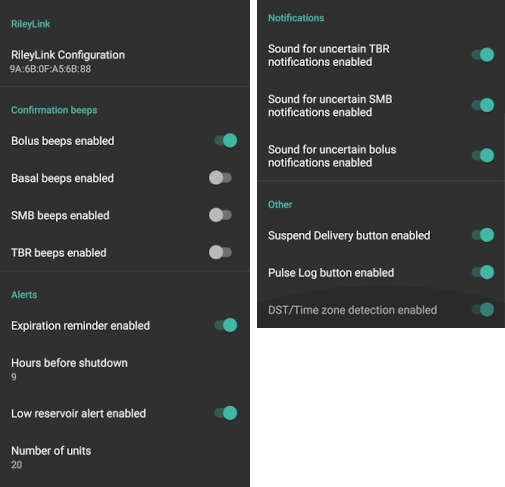 RileyLink
RileyLink Configuration
9A:6B:0F:A5:6B:88
Confirmation beeps
Bolus beeps enabled
Basal beeps enabled
SMB beeps enabled
TBR beeps enabled
Alerts
Expiration reminder enabled
Hours before shutdown
9
Low reservoir alert enabled
Number of units
20
Notifications
Sound for uncertain TBR
notifications enabled
Sound for uncertain SMB
notifications enabled
Sound for uncertain bolus
notifications enabled
Other
Suspend Delivery button enabled
Pulse Log button enabled
DST/Time zone detection enabled